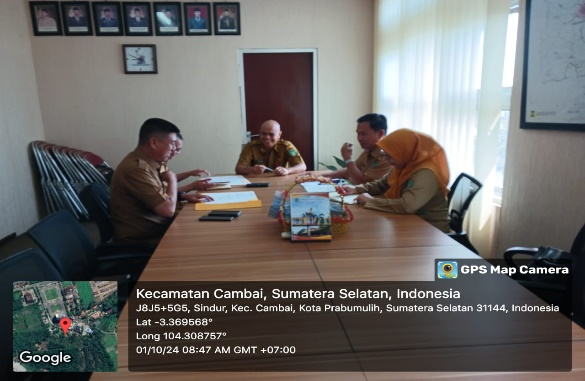 GPS Map Camera
Kecamatan Cambai, Sumatera Selatan, Indonesia
J8J5+5G5, Sindur, Kec. Cambai, Kota Prabumulih, Sumatera Selatan 31144, Indonesia
Lat -3.369568°
Long 104.308757°
01/10/24 08:47 AM GMT +07:00
Google